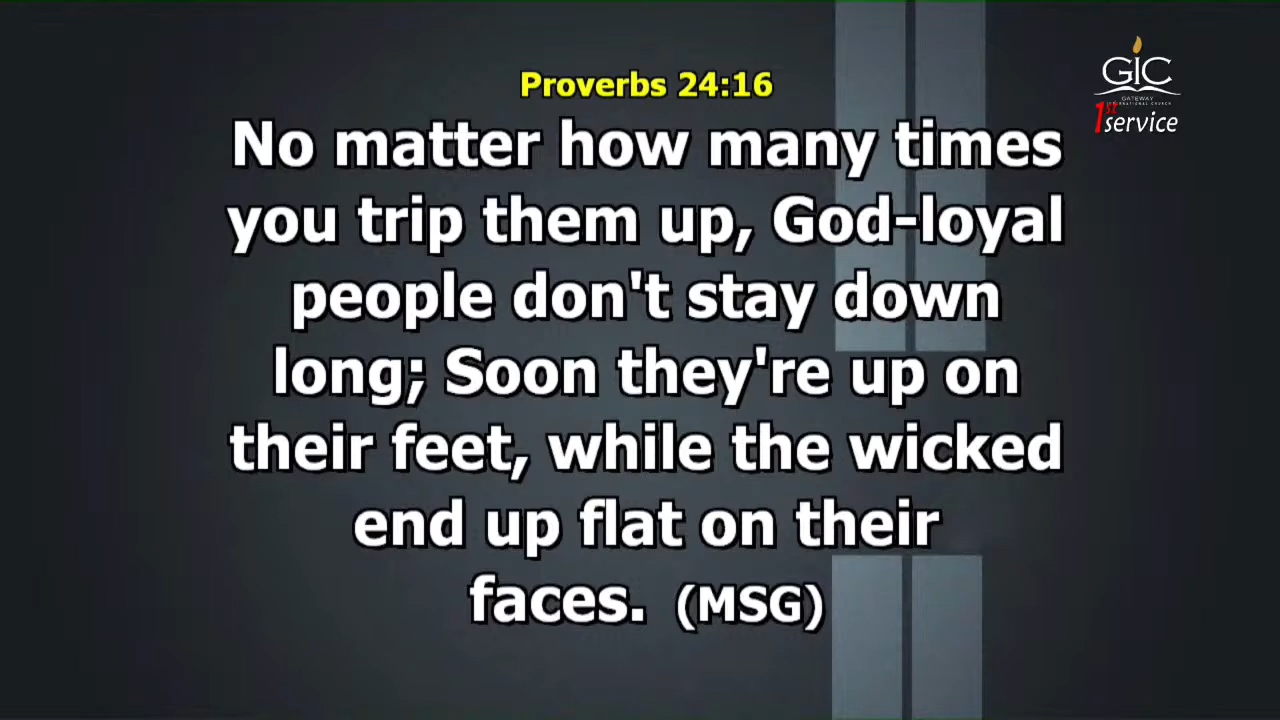 Proverbs 24:16
No matter how many times
you trip them up, God-loyal
people don't stay down
long; Soon they're up on
their feet, while the wicked
end up flat on their
faces. (MSG)
GIC
GATEWAY
INTERNATIONAL CHURCH
1st service